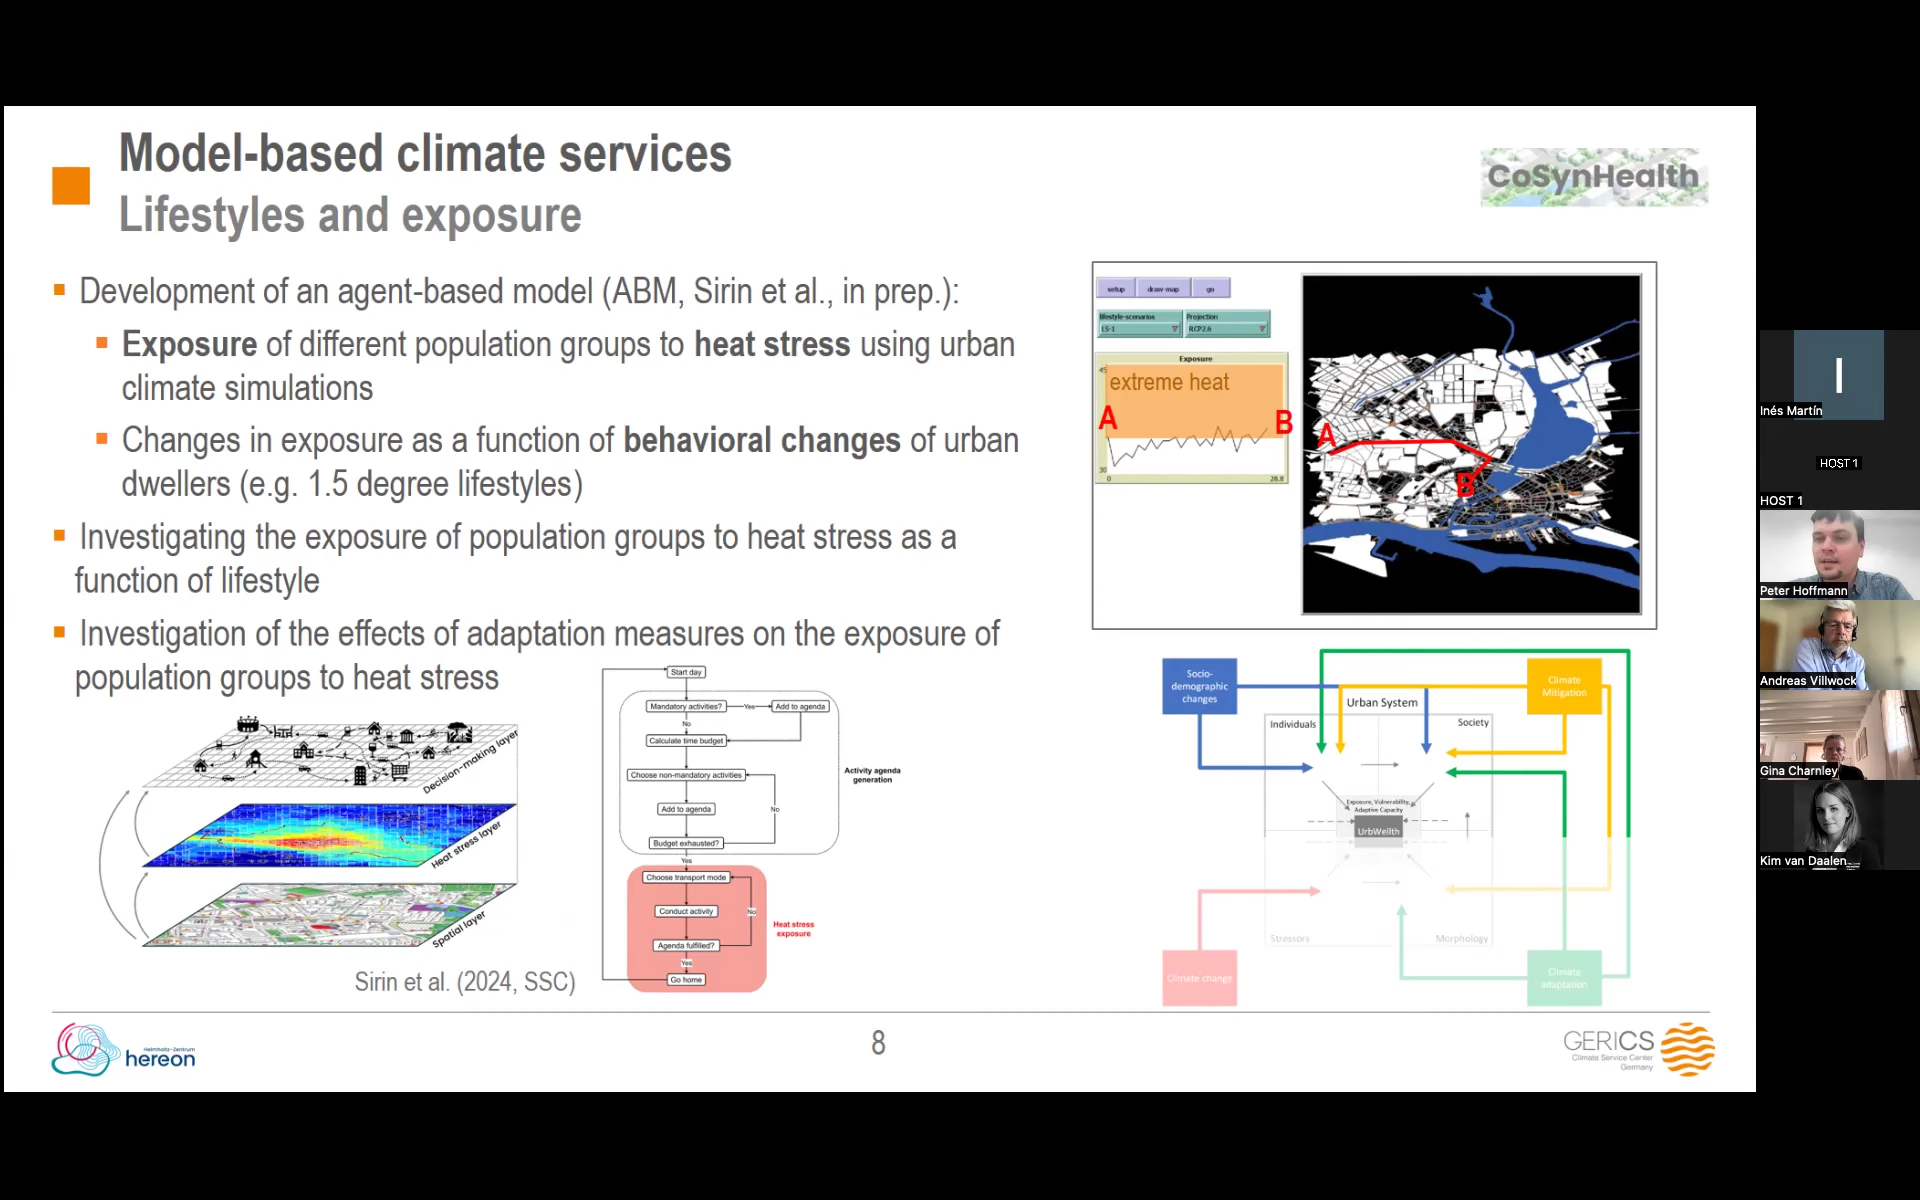 Model-based climate services
Lifestyles and exposure
CoSynHealth
▪ Development of an agent-based model (ABM, Sirin et al., in prep.):
▪ Exposure of different population groups to heat stress using urban
climate simulations
▪ Changes in exposure as a function of behavioral changes of urban
dwellers (e.g. 1.5 degree lifestyles)
▪ Investigating the exposure of population groups to heat stress as a
function of lifestyle
▪ Investigation of the effects of adaptation measures on the exposure of
population groups to heat stress
setup
draw-map
go
lifestyle-scenarios
LS-1
Projection
RCP2.6
Exposure
45
extreme heat
A
B
30
0
28.8
A
B
Decision-making layer
Heat stress layer
Spatial layer
Sirin et al. (2024, SSC)
Start day
Mandatory activities?
Yes
Add to agenda
No
Calculate time budget
Choose non-mandatory activities
Add to agenda
No
Budget exhausted?
Yes
Activity agenda
generation
Choose transport mode
Conduct activity
No
Agenda fulfilled?
Yes
Go home
Heat stress
exposure
Socio-
demographic
changes
Climate
Mitigation
Urban System
Individuals
Society
Exposure, Vulnerability,
Adaptive Capacity
UrbWellth
Stressors
Morphology
Climate change
Climate
adaptation
Helmholtz-Zentrum
hereon
8
GERICS
Climate Service Center
Germany
I
Inés Martín
HOST 1
HOST 1
Peter Hoffmann
Andreas Villwock
Gina Charnley
Kim van Daalen